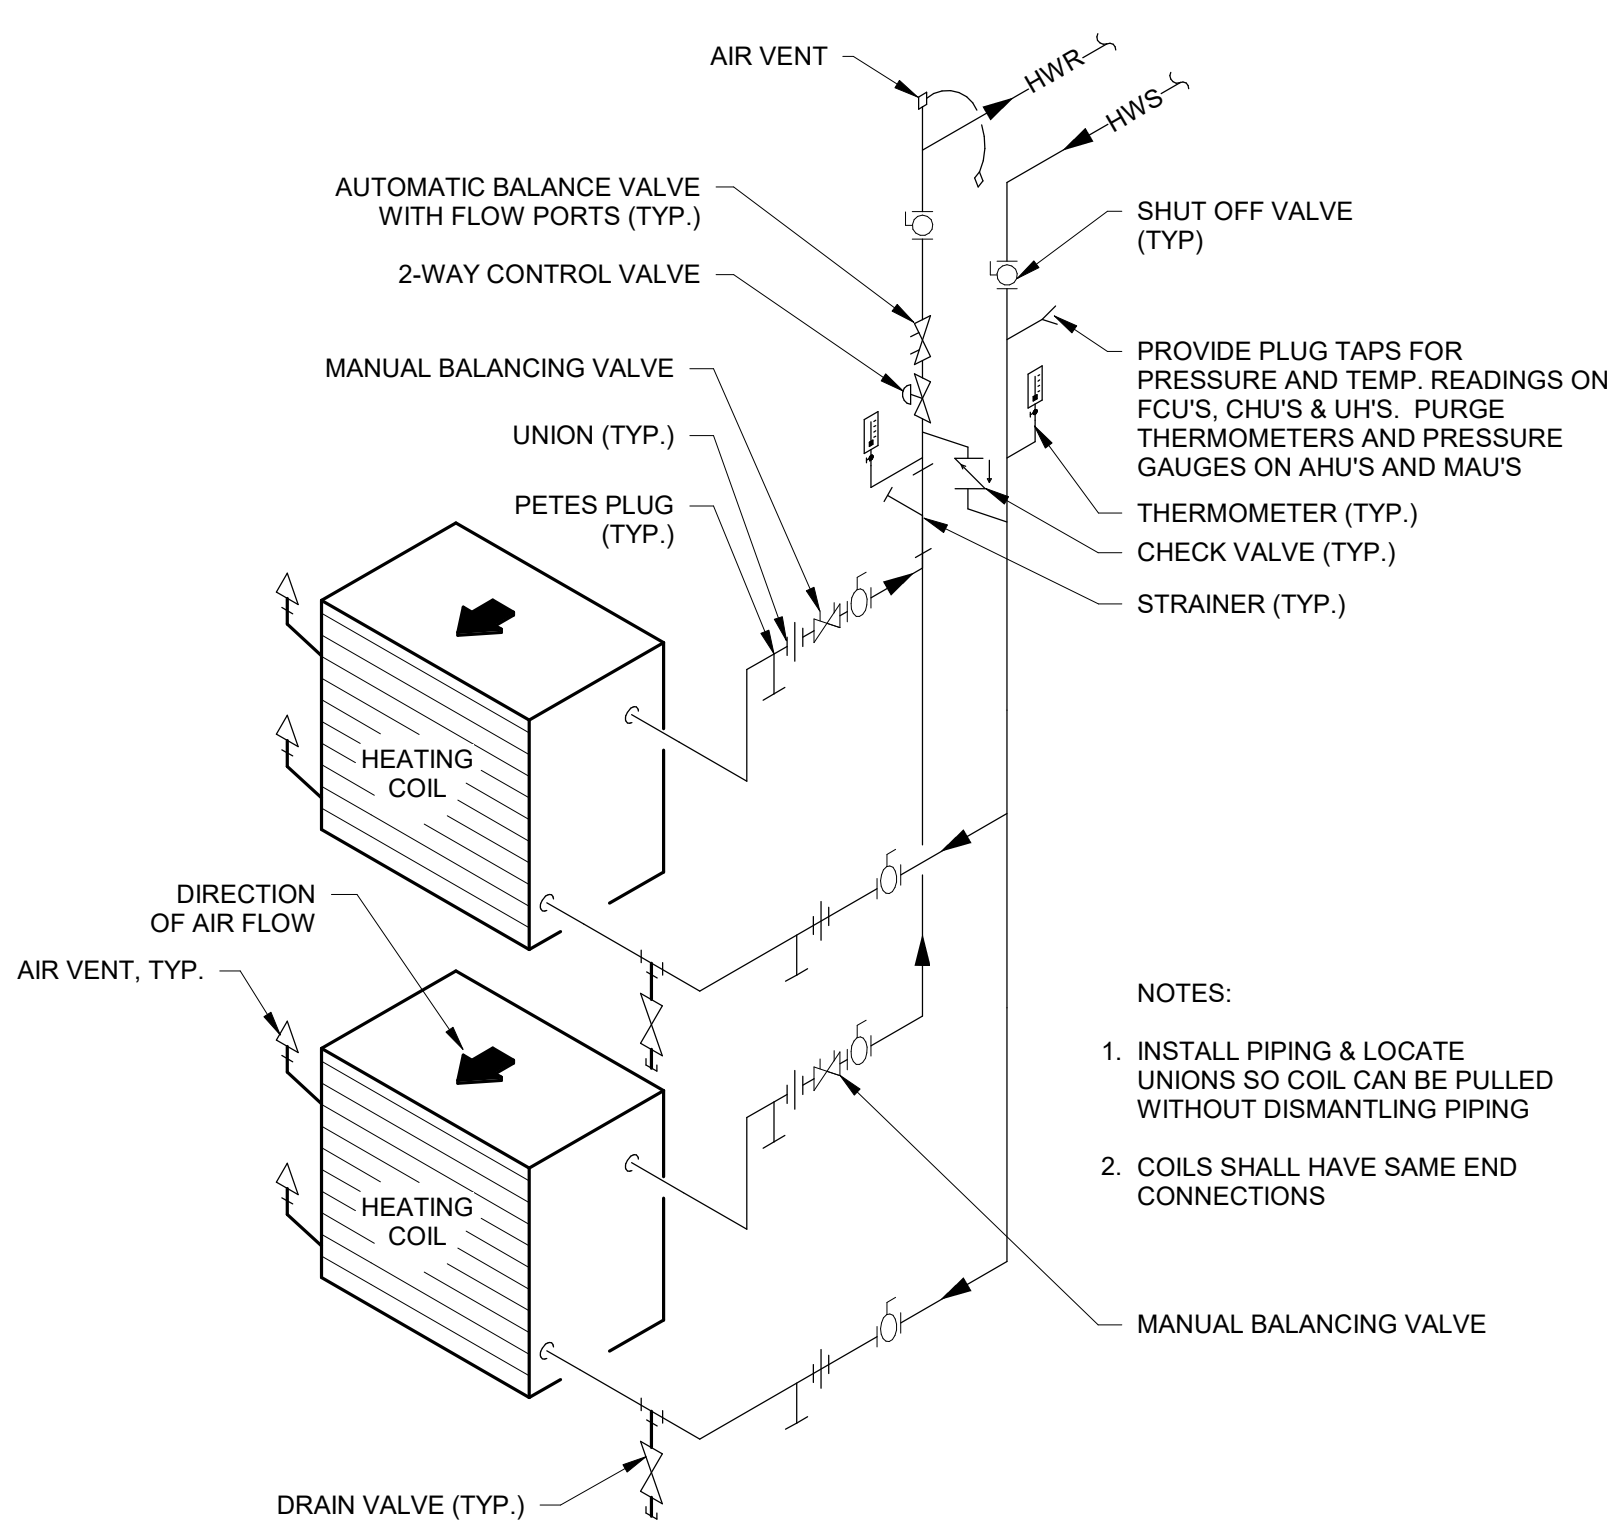 AIR VENT
HWR
HWS
AUTOMATIC BALANCE VALVE
WITH FLOW PORTS (TYP.)
SHUT OFF VALVE
(TYP)
2-WAY CONTROL VALVE
MANUAL BALANCING VALVE
PROVIDE PLUG TAPS FOR
PRESSURE AND TEMP. READINGS ON
FCU'S, CHU'S & UH'S. PURGE
THERMOMETERS AND PRESSURE
GAUGES ON AHU'S AND MAU'S
UNION (TYP.)
PETES PLUG
(TYP.)
THERMOMETER (TYP.)
CHECK VALVE (TYP.)
STRAINER (TYP.)
HEATING
COIL
DIRECTION
OF AIR FLOW
AIR VENT, TYP.
NOTES:
1. INSTALL PIPING & LOCATE
UNIONS SO COIL CAN BE PULLED
WITHOUT DISMANTLING PIPING
2. COILS SHALL HAVE SAME END
CONNECTIONS
HEATING
COIL
MANUAL BALANCING VALVE
DRAIN VALVE (TYP.)